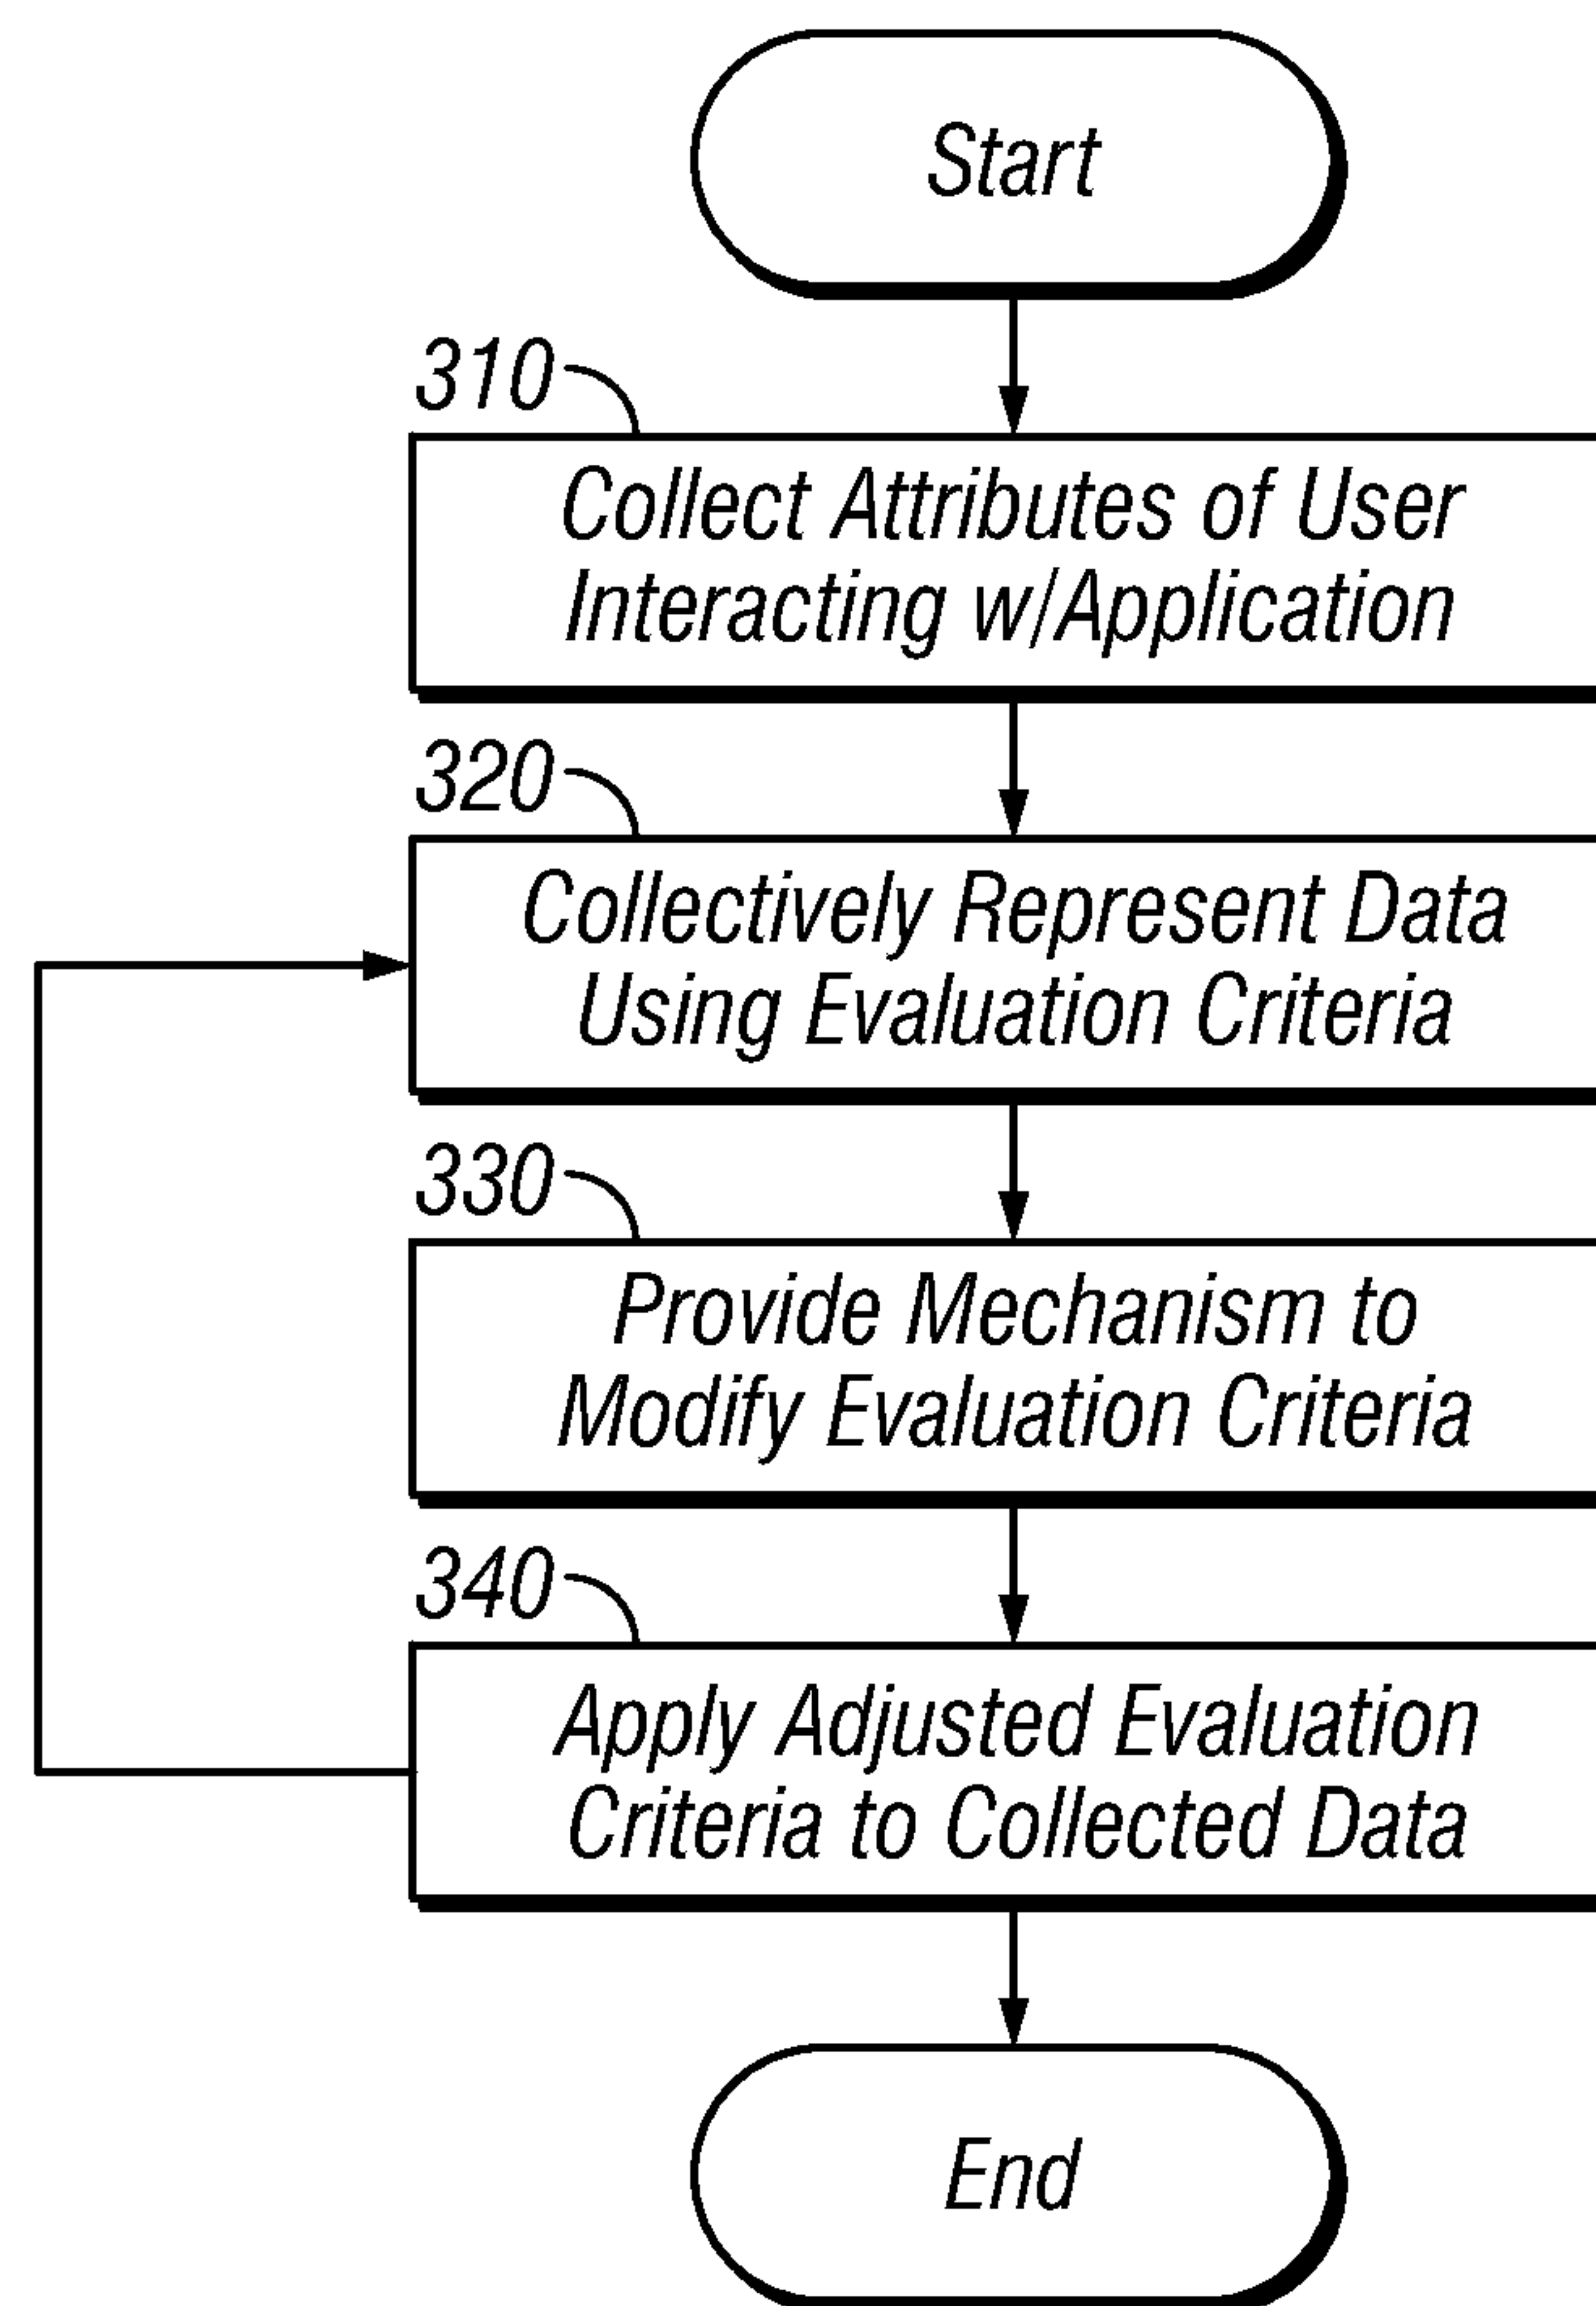 Start
310
Collect Attributes of User
Interacting w/Application
320
Collectively Represent Data
Using Evaluation Criteria
330
Provide Mechanism to
Modify Evaluation Criteria
340
Apply Adjusted Evaluation
Criteria to Collected Data
End